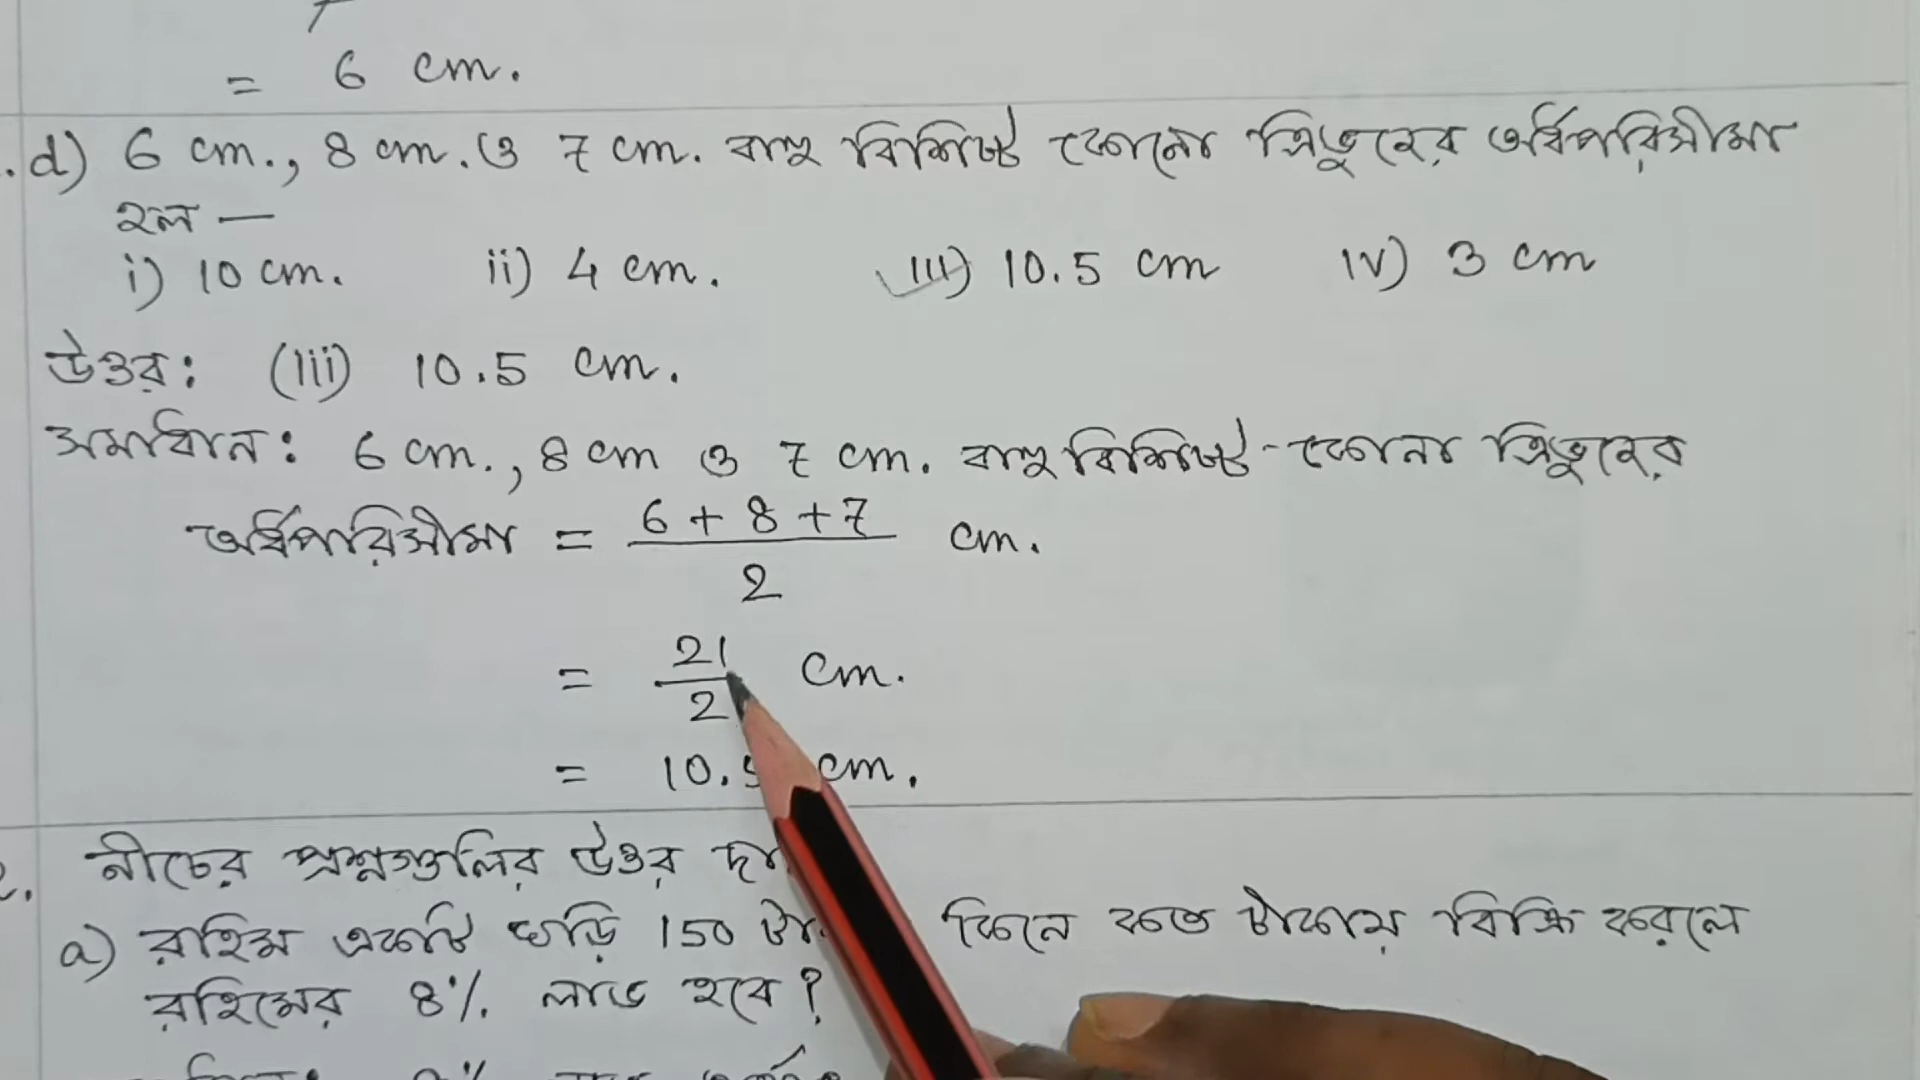 = 6 cm.
d) 6 cm., 8 cm. ও 7 cm. বাহু বিশিষ্ট কোনো ত্রিভুজের অর্ধপরিসীমা
হল —
i) 10 cm. ii) 4 cm. iii) 10.5 cm iv) 3 cm
উত্তর: (iii) 10.5 cm.
সমাধান: 6 cm., 8 cm ও 7 cm. বাহু বিশিষ্ট কোনো ত্রিভুজের
অর্ধপরিসীমা = 6 + 8 + 7 / 2 cm.
= 21 / 2 cm.
= 10.5 cm.
নীচের প্রশ্নগুলির উত্তর
a) রহিম একটি ঘড়ি 150 কিনে কত টাকায় বিক্রি করলে
রহিমের 8% লাভ হবে?